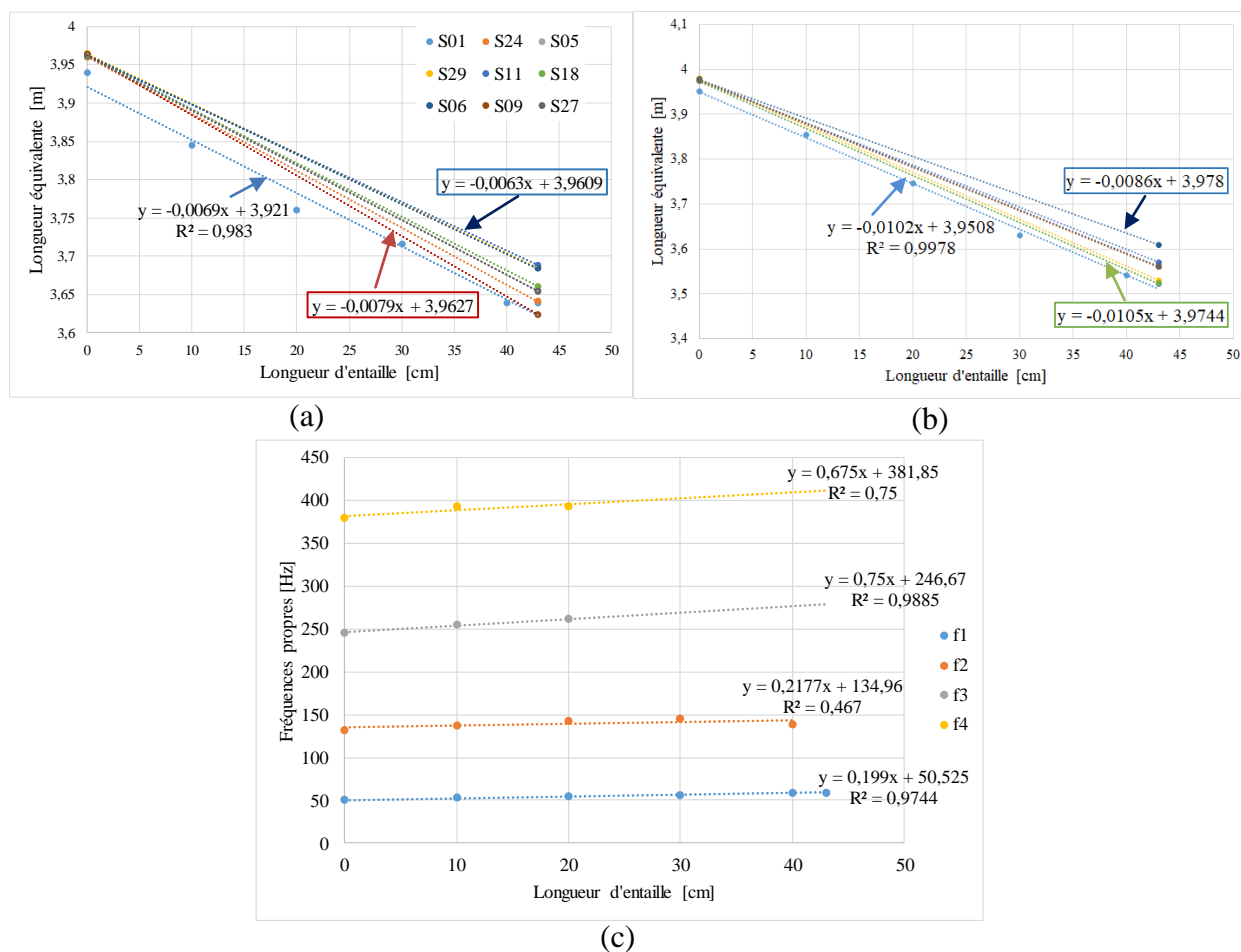 4
3,95
3,9
3,85
3,8
3,75
3,7
3,65
3,6
Longueur équivalente [m]
S01 S24 S05
S29 S11 S18
S06 S09 S27
y = -0,0063x + 3,9609
y = -0,0069x + 3,921
R² = 0,983
y = -0,0079x + 3,9627
0 5 10 15 20 25 30 35 40 45 50
Longueur d'entaille [cm]
(a)
4,1
4
3,9
3,8
3,7
3,6
3,5
3,4
Longueur équivalente [m]
y = -0,0086x + 3,978
y = -0,0102x + 3,9508
R² = 0,9978
y = -0,0105x + 3,9744
0 5 10 15 20 25 30 35 40 45 50
Longueur d'entaille [cm]
(b)
450
400
350
300
250
200
150
100
50
0
Fréquences propres [Hz]
y = 0,675x + 381,85
R² = 0,75
y = 0,75x + 246,67
R² = 0,9885
y = 0,2177x + 134,96
R² = 0,467
y = 0,199x + 50,525
R² = 0,9744
f1
f2
f3
f4
0 10 20 30 40 50
Longueur d'entaille [cm]
(c)